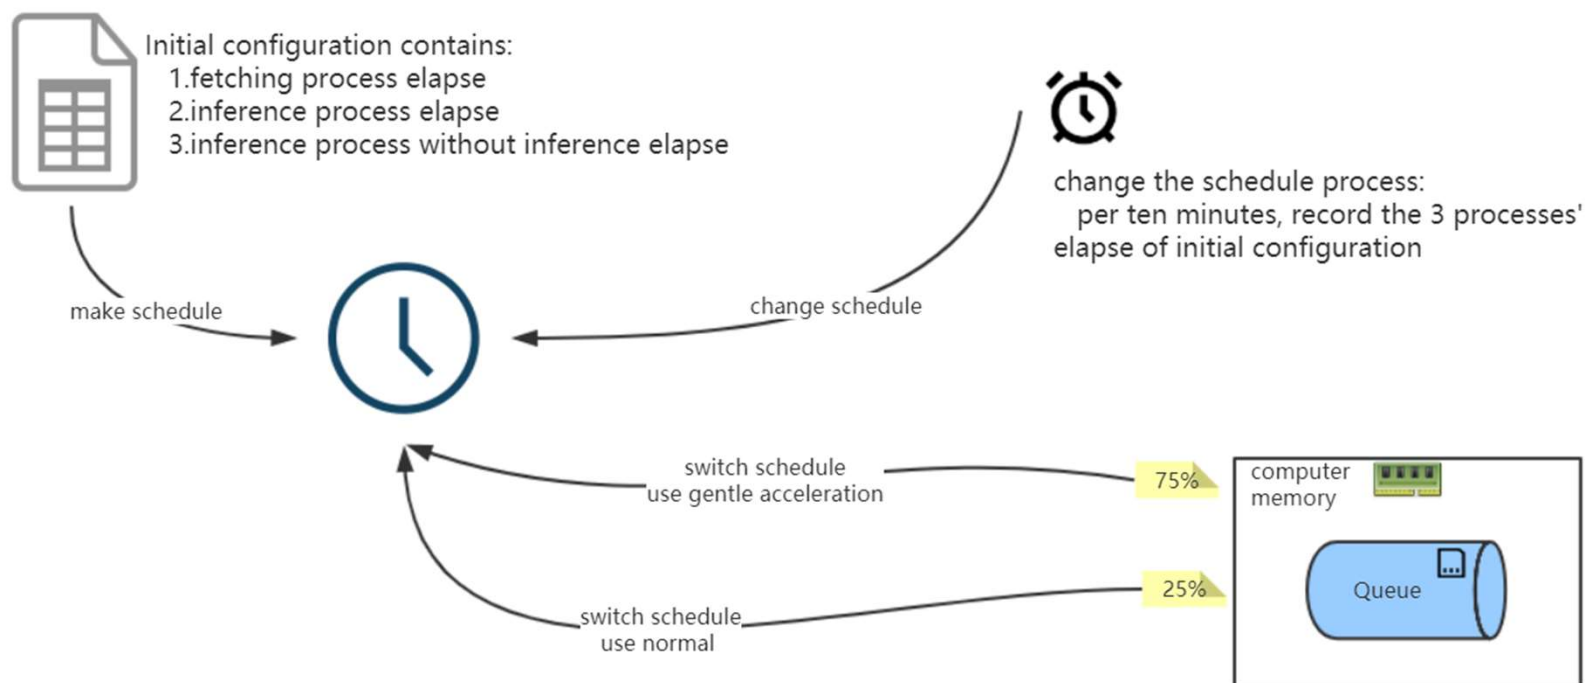 Initial configuration contains:
1.fetching process elapse
2.inference process elapse
3.inference process without inference elapse
change the schedule process:
per ten minutes, record the 3 processes'
elapse of initial configuration
make schedule
change schedule
switch schedule
use gentle acceleration
75%
computer
memory
25%
Queue
switch schedule
use normal